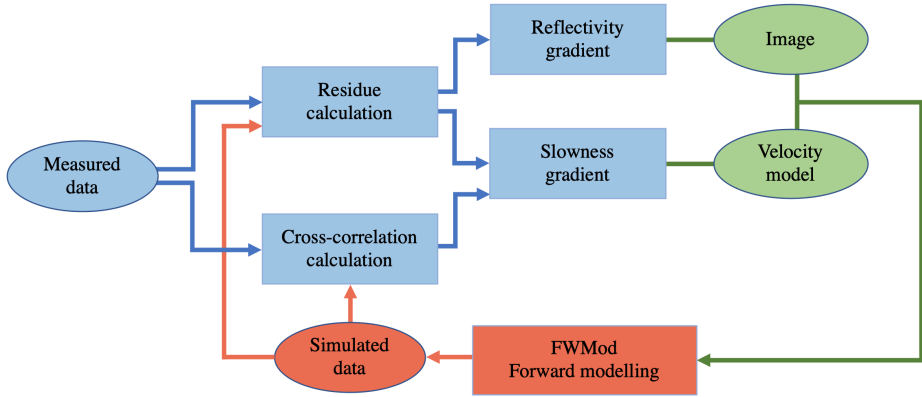 Reflectivity
gradient
Image
Residue
calculation
Measured
data
Slowness
gradient
Velocity
model
Cross-correlation
calculation
Simulated
data
FWMod
Forward modelling